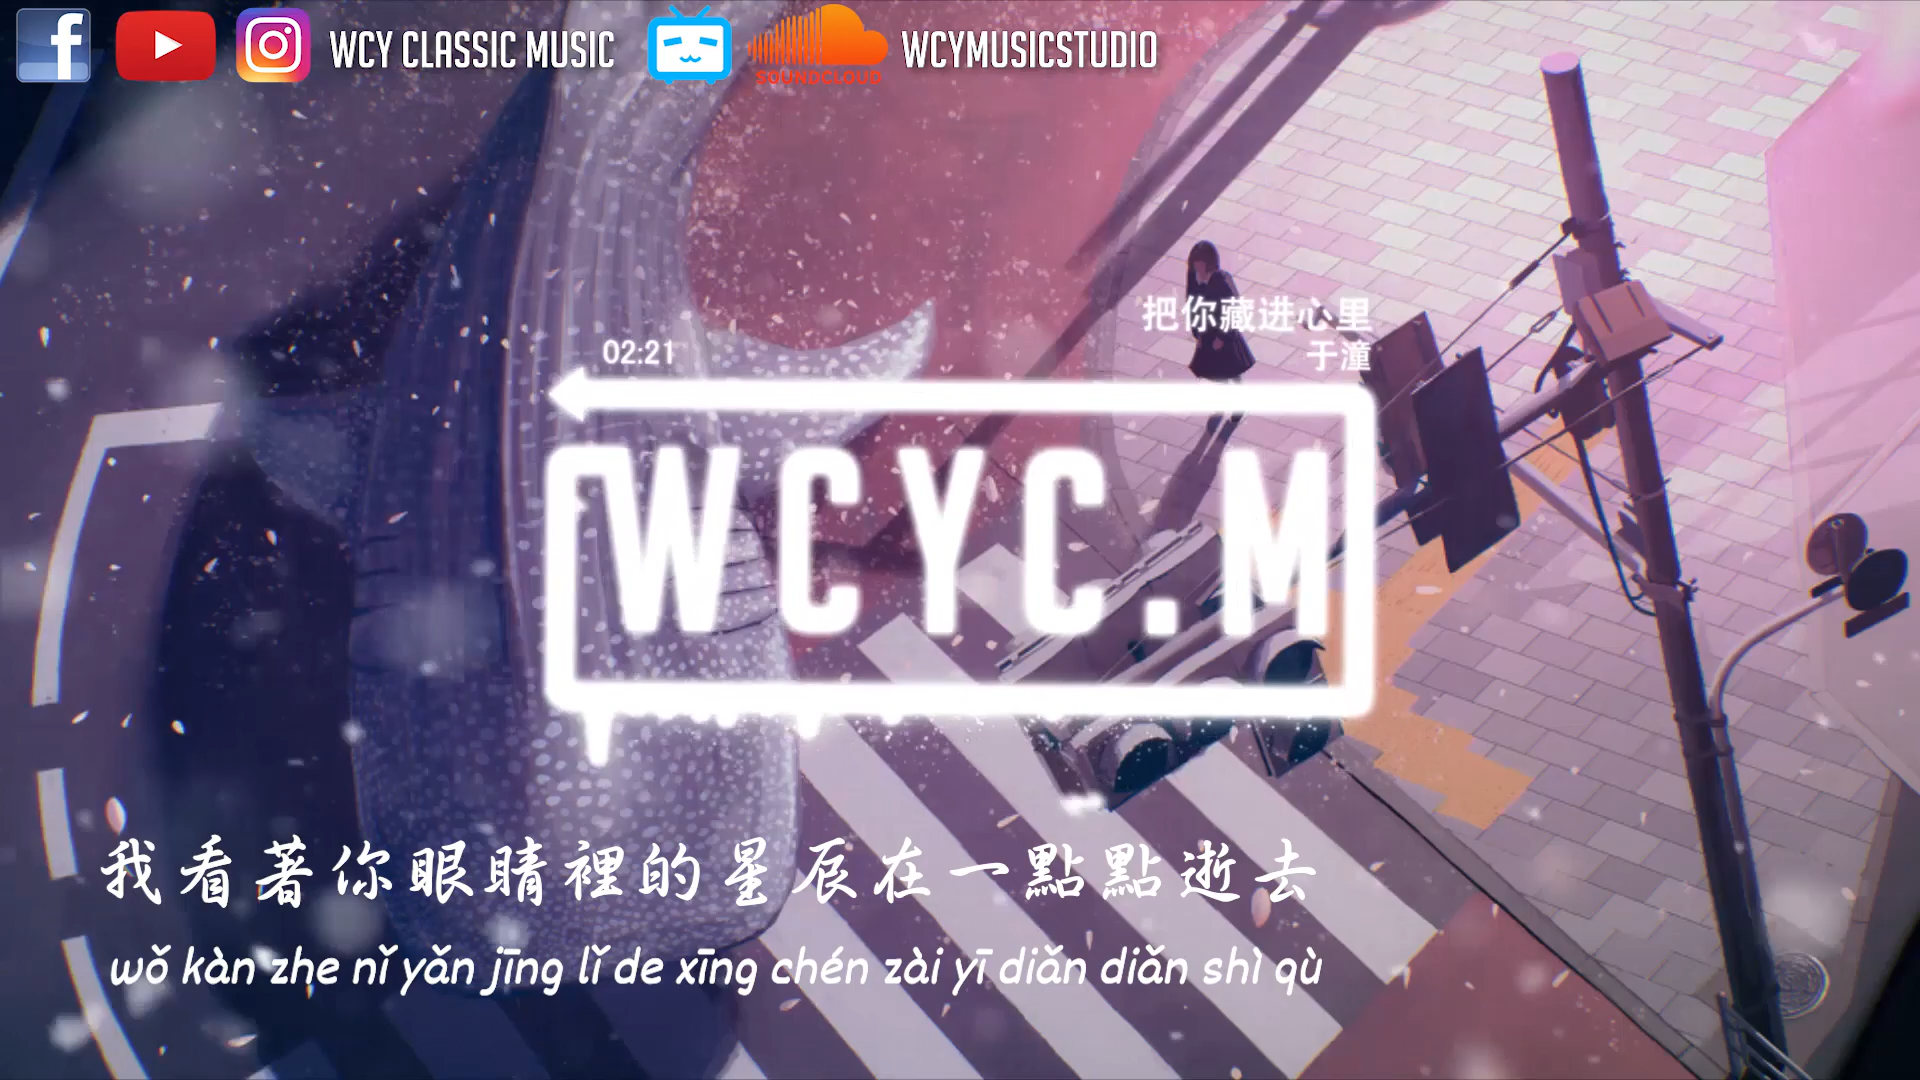 f WCY CLASSIC MUSIC SOUNDCLOUD WCYMUSICSTUDIO
把你藏进心里
02:21 于潼
WCYC.M
我看著你眼睛裡的星辰在一點點逝去
wǒ kàn zhe nǐ yǎn jīng lǐ de xīng chén zài yī diǎn diǎn shì qù